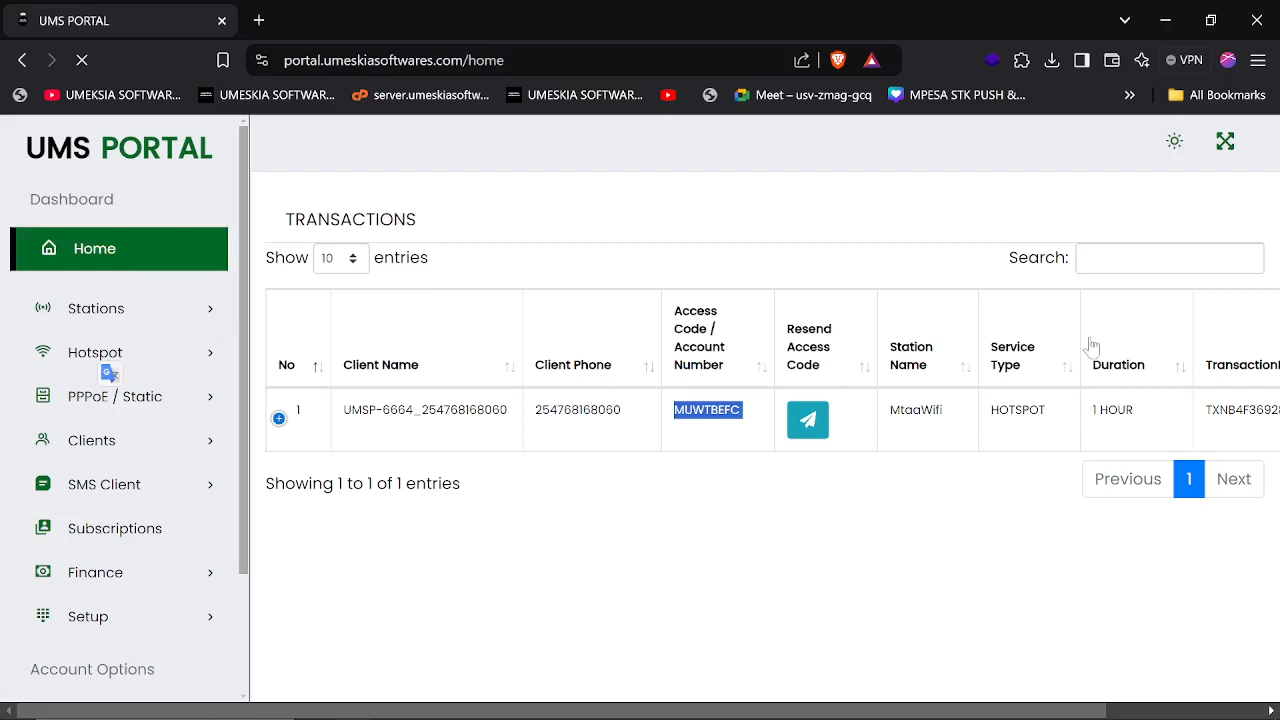 UMS PORTAL
portal.umeskiasoftwares.com/home
VPN
UMEKSIA SOFTWAR...
UMESKIA SOFTWAR...
server.umeskiasoftw...
UMESKIA SOFTWAR...
Meet – usv-zmag-gcq
MPESA STK PUSH &...
All Bookmarks
UMS PORTAL
Dashboard
Home
Stations
Hotspot
PPPoE / Static
Clients
SMS Client
Subscriptions
Finance
Setup
Account Options
TRANSACTIONS
Show 10 entries
Search:
No
Client Name
Client Phone
Access
Code /
Account
Number
Resend
Access
Code
Station
Name
Service
Type
Duration
1
UMSP-6664_254768168060
254768168060
MUWTBEFC
MtaaWifi
HOTSPOT
1 HOUR
Showing 1 to 1 of 1 entries
Previous
1
Next